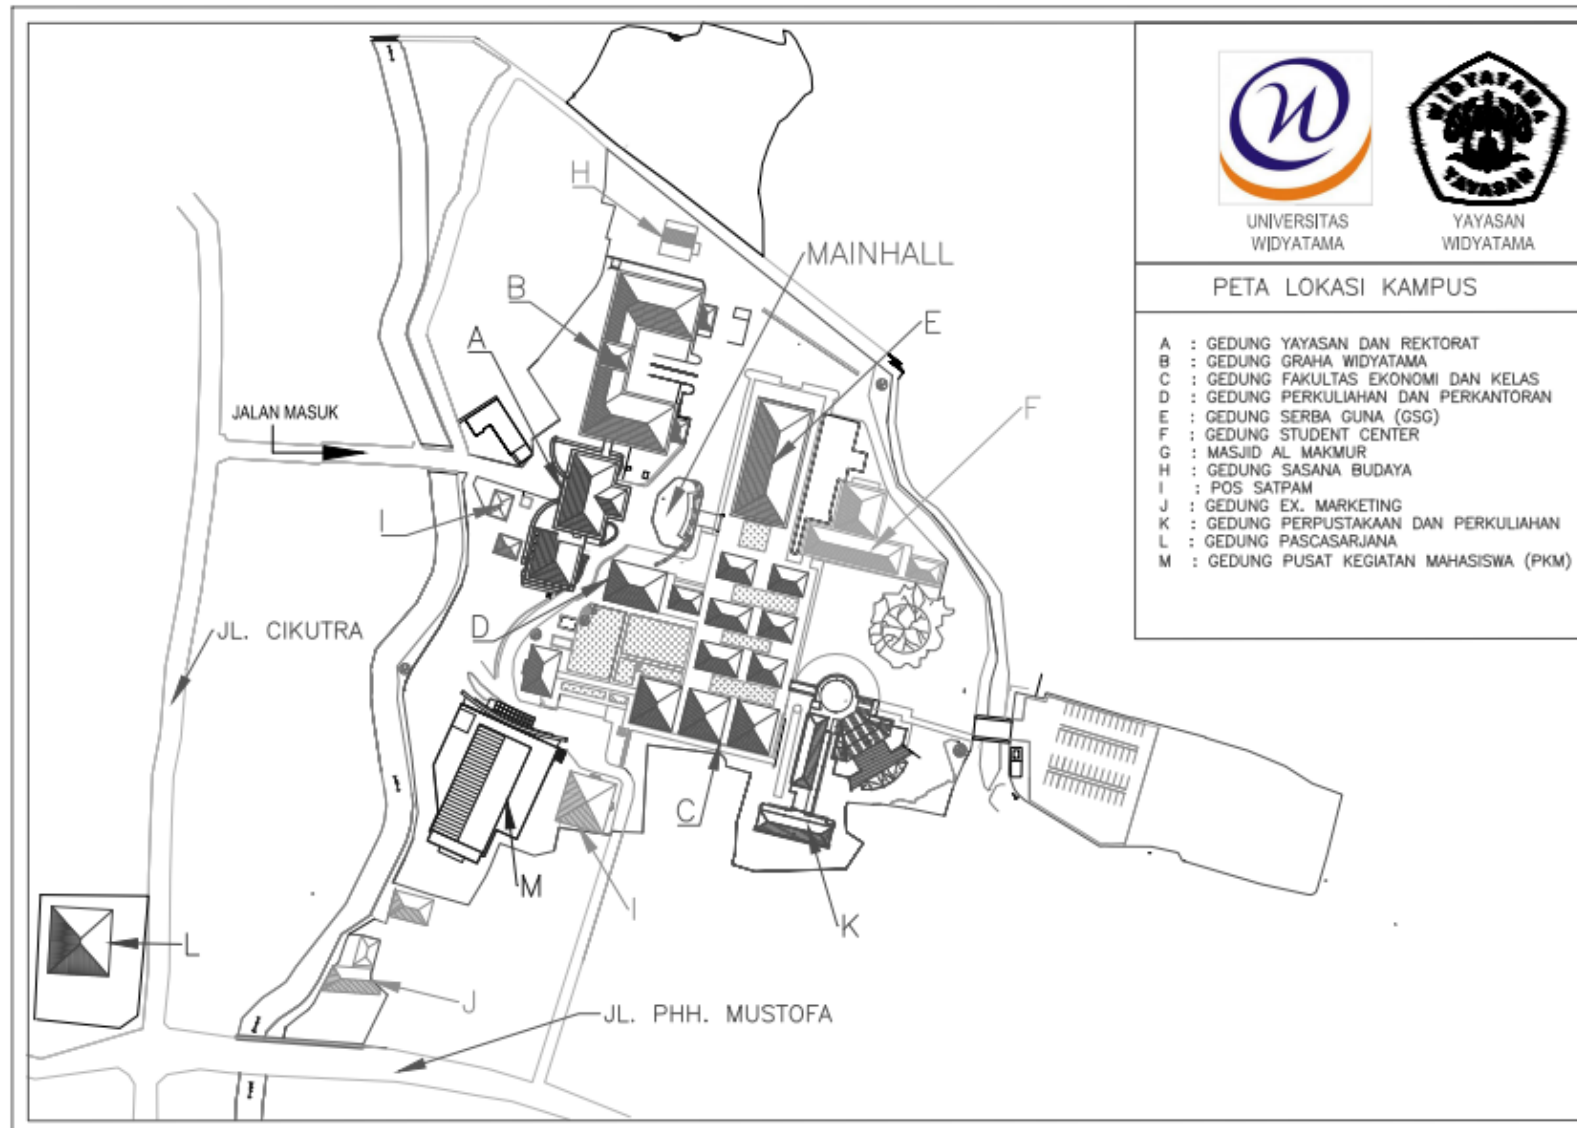 H
MAINHALL
B
E
A
F
JALAN MASUK
I
D
JL. CIKUTRA
C
M
I
K
L
J
JL. PHH. MUSTOFA
WIDYATAMA
YAYASAN
UNIVERSITAS
WIDYATAMA
YAYASAN
WIDYATAMA
PETA LOKASI KAMPUS
A : GEDUNG YAYASAN DAN REKTORAT
B : GEDUNG GRAHA WIDYATAMA
C : GEDUNG FAKULTAS EKONOMI DAN KELAS
D : GEDUNG PERKULIAHAN DAN PERKANTORAN
E : GEDUNG SERBA GUNA (GSG)
F : GEDUNG STUDENT CENTER
G : MASJID AL MAKMUR
H : GEDUNG SASANA BUDAYA
I : POS SATPAM
J : GEDUNG EX. MARKETING
K : GEDUNG PERPUSTAKAAN DAN PERKULIAHAN
L : GEDUNG PASCASARJANA
M : GEDUNG PUSAT KEGIATAN MAHASISWA (PKM)